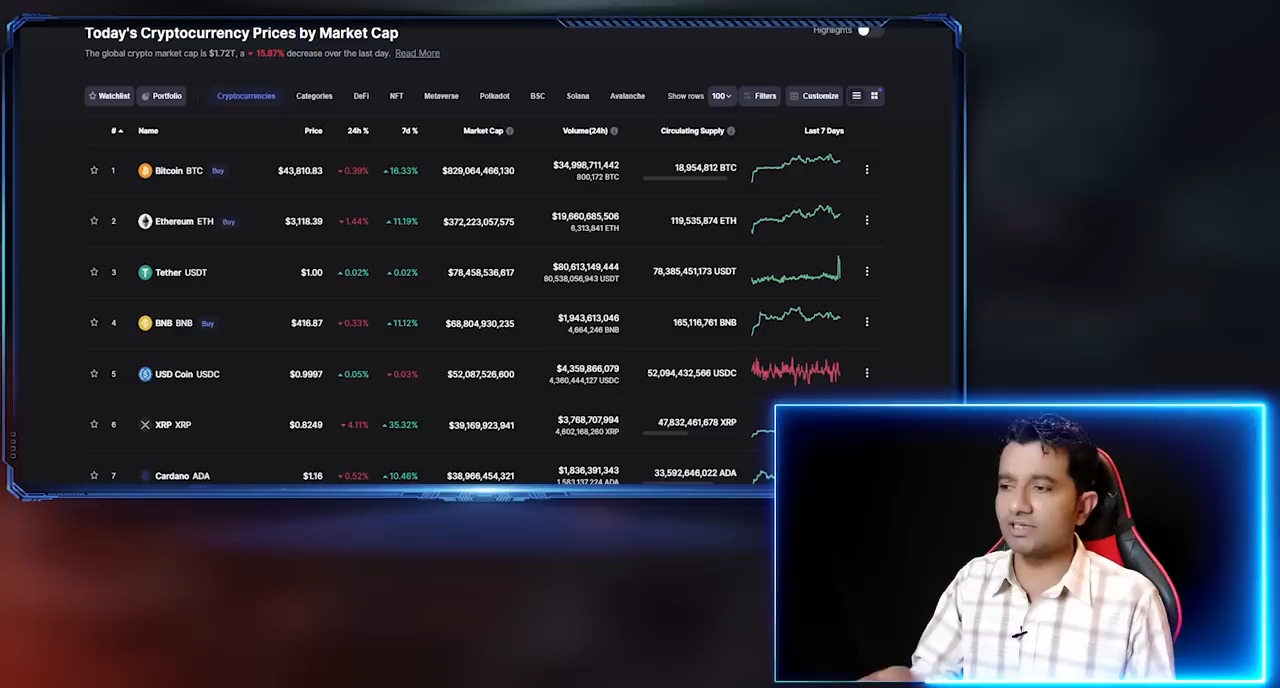 Today's Cryptocurrency Prices by Market Cap
Highlights
The global crypto market cap is $1.72T, a 15.87% decrease over the last day. Read More
Watchlist Portfolio Cryptocurrencies Categories DeFi NFT Metaverse Polkadot BSC Solana Avalanche Show rows 100 Filters Customize
# Name Price 24h % 7d % Market Cap Volume(24h) Circulating Supply Last 7 Days
1 Bitcoin BTC Buy $43,810.83 0.39% 16.33% $829,064,466,130 $34,998,711,442 18,954,812 BTC
800,172 BTC
2 Ethereum ETH Buy $3,118.39 1.44% 11.19% $372,223,057,575 $19,660,685,506 119,535,874 ETH
6,313,841 ETH
3 Tether USDT $1.00 0.02% 0.02% $78,458,536,617 $80,613,149,444 78,385,451,173 USDT
80,538,056,943 USDT
4 BNB BNB Buy $416.87 0.33% 11.12% $68,804,930,235 $1,943,613,046 165,116,761 BNB
4,664,246 BNB
5 USD Coin USDC $0.9997 0.05% 0.03% $52,087,526,600 $4,359,866,079 52,094,432,566 USDC
4,360,444,127 USDC
6 XRP XRP $0.8249 4.11% 35.32% $39,169,923,941 $3,768,707,994 47,832,461,678 XRP
4,602,168,260 XRP
7 Cardano ADA $1.16 0.52% 10.46% $38,966,454,321 $1,836,391,343 33,592,646,022 ADA
1,583,137,224 ADA